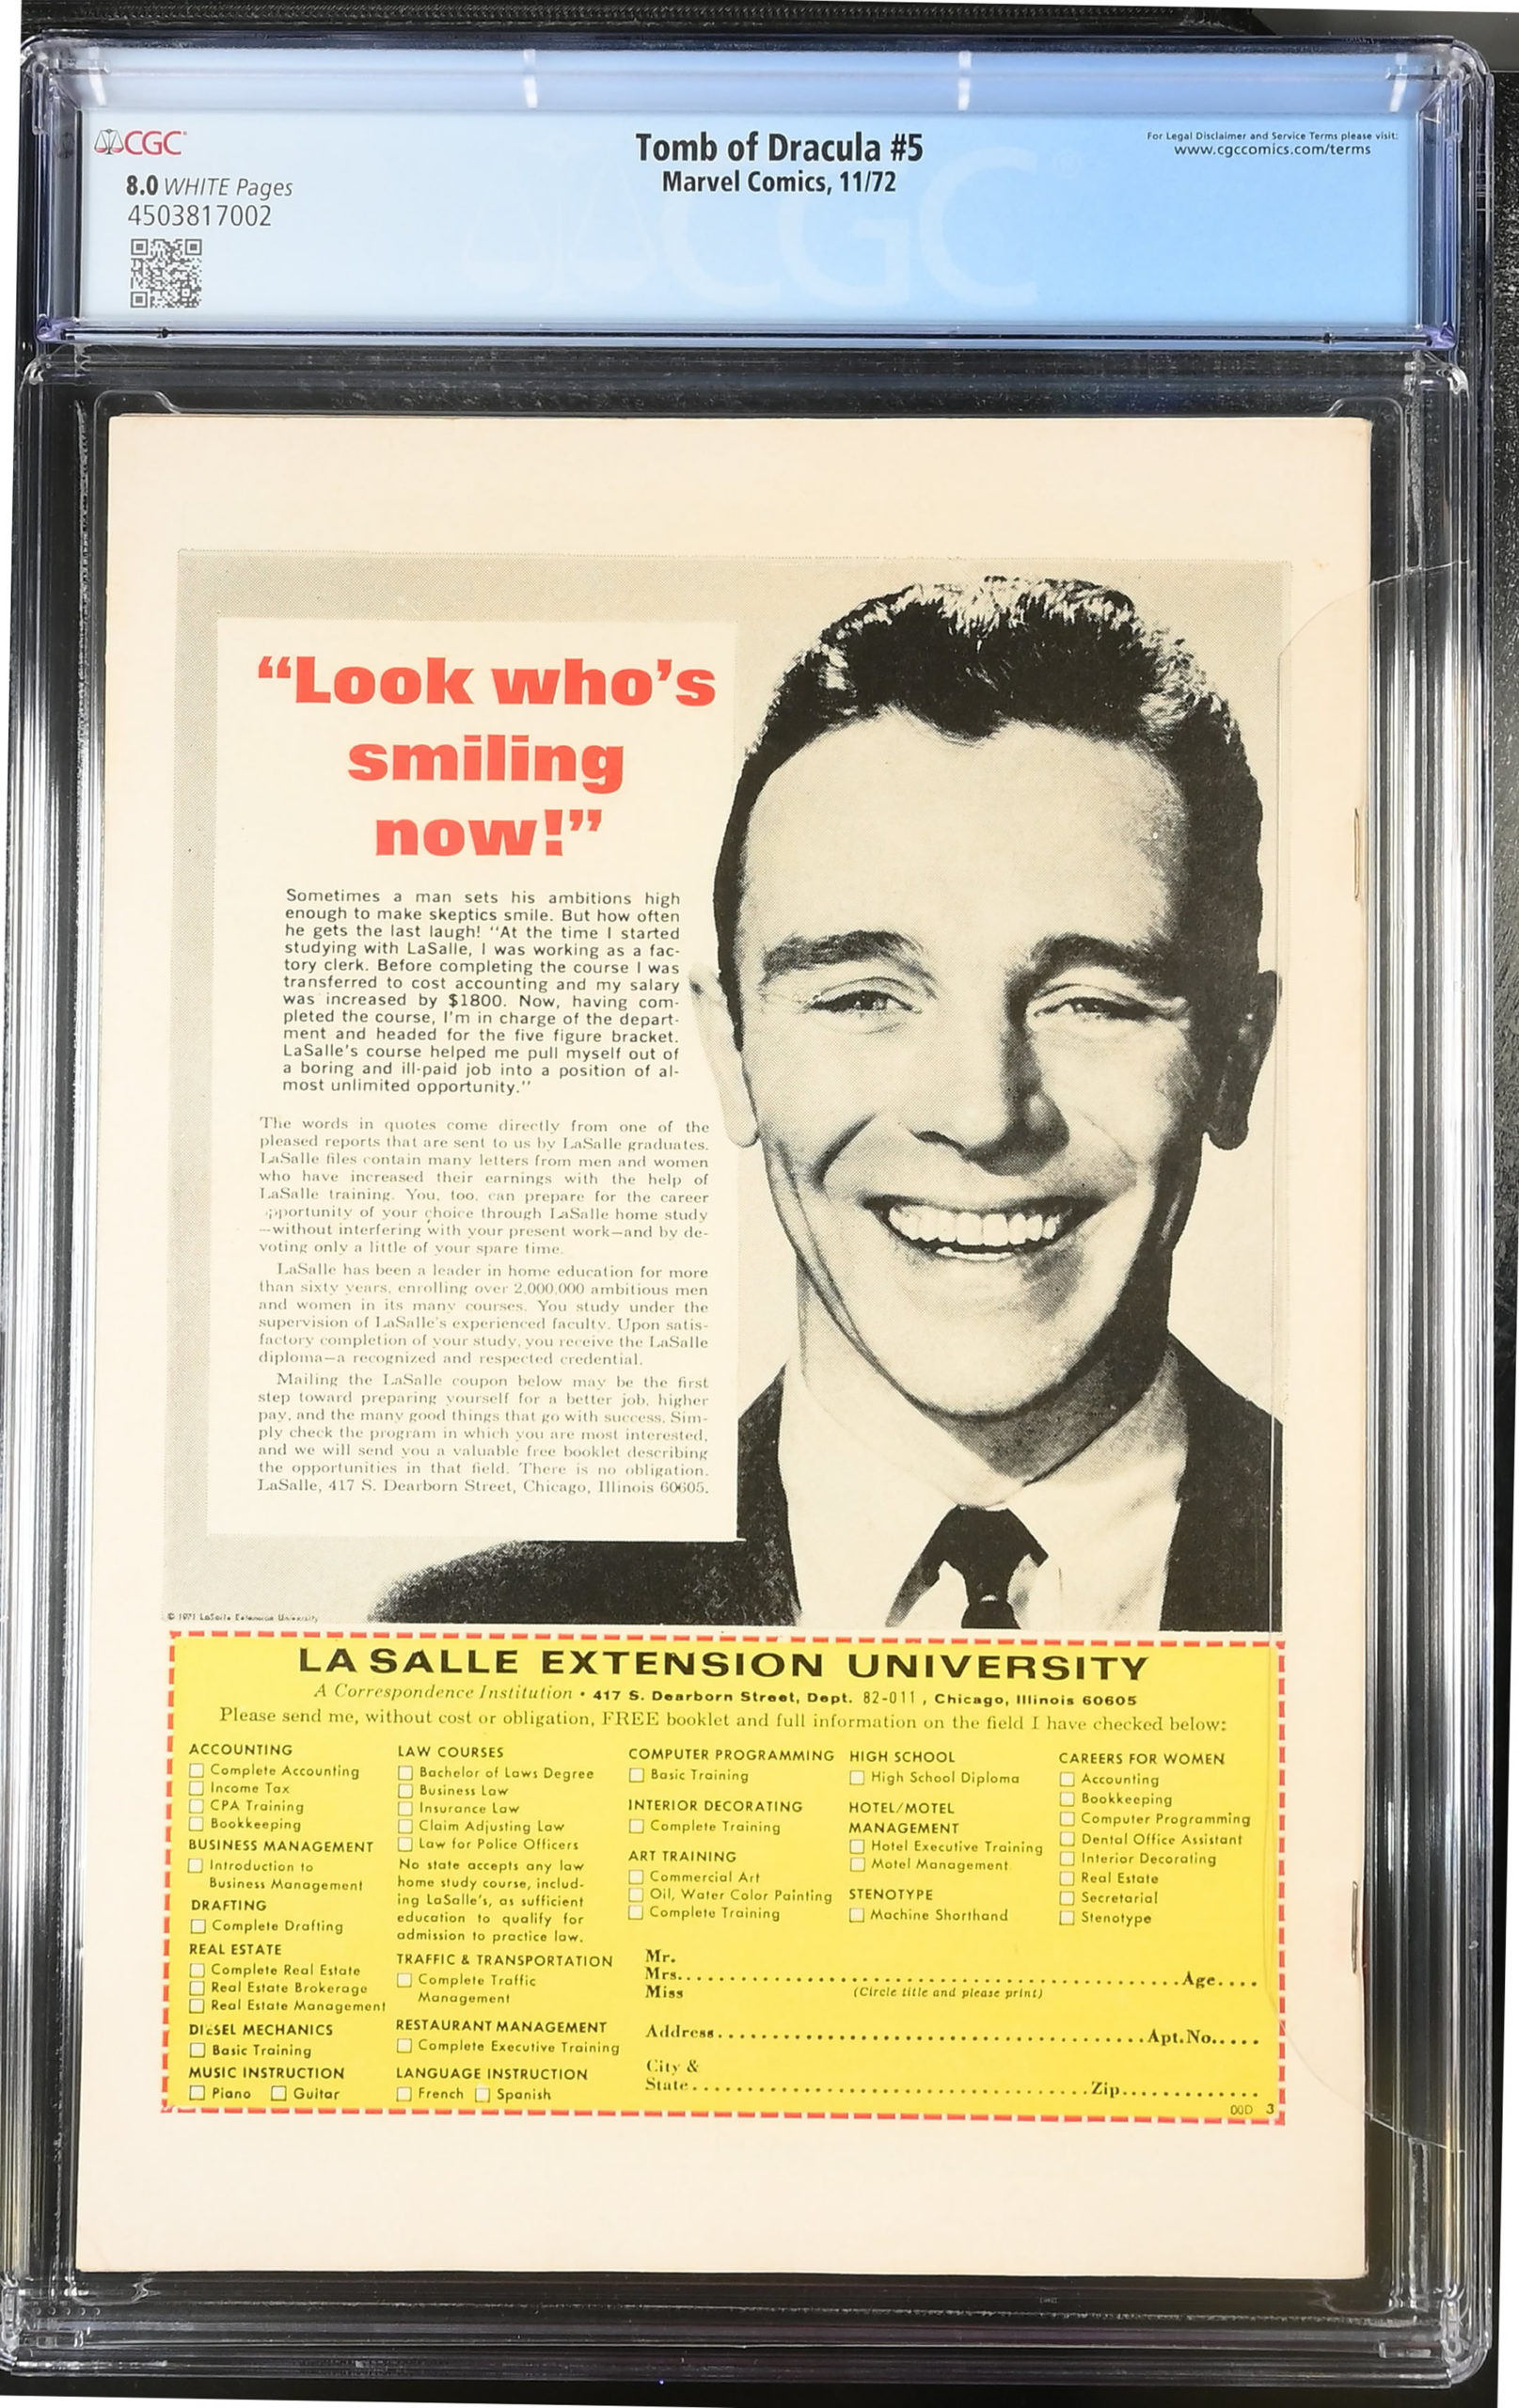 CGC
8.0 WHITE Pages
4503817002
Tomb of Dracula #5
Marvel Comics, 11/72
For Legal Disclaimer and Service Terms please visit:
www.cgccomics.com/terms
CGC
“Look who’s
smiling
now!”
Sometimes a man sets his ambitions high
enough to make skeptics smile. But how often
he gets the last laugh! “At the time I started
studying with LaSalle, I was working as a fac-
tory clerk. Before completing the course I was
transferred to cost accounting and my salary
was increased by $1800. Now, having com-
pleted the course, I’m in charge of the depart-
ment and headed for the five figure bracket.
LaSalle’s course helped me pull myself out of
a boring and ill-paid job into a position of al-
most unlimited opportunity.”
The words in quotes come directly from one of the
pleased reports that are sent to us by LaSalle graduates.
LaSalle files contain many letters from men and women
who have increased their earnings with the help of
LaSalle training. You, too, can prepare for the career
opportunity of your choice through LaSalle home study
—without interfering with your present work—and by de-
voting only a little of your spare time.
LaSalle has been a leader in home education for more
than sixty years, enrolling over 2,000,000 ambitious men
and women in its many courses. You study under the
supervision of LaSalle’s experienced faculty. Upon satis-
factory completion of your study, you receive the LaSalle
diploma—a recognized and respected credential.
Mailing the LaSalle coupon below may be the first
step toward preparing yourself for a better job, higher
pay, and the many good things that go with success. Sim-
ply check the program in which you are most interested,
and we will send you a valuable free booklet describing
the opportunities in that field. There is no obligation.
LaSalle, 417 S. Dearborn Street, Chicago, Illinois 60605.
© 1971 LaSalle Extension University
LA SALLE EXTENSION UNIVERSITY
A Correspondence Institution • 417 S. Dearborn Street, Dept. 82-011, Chicago, Illinois 60605
Please send me, without cost or obligation, FREE booklet and full information on the field I have checked below:
ACCOUNTING
Complete Accounting
Income Tax
CPA Training
Bookkeeping
BUSINESS MANAGEMENT
Introduction to
Business Management
DRAFTING
Complete Drafting
REAL ESTATE
Complete Real Estate
Real Estate Brokerage
Real Estate Management
DIESEL MECHANICS
Basic Training
MUSIC INSTRUCTION
Piano Guitar
LAW COURSES
Bachelor of Laws Degree
Business Law
Insurance Law
Claim Adjusting Law
Law for Police Officers
No state accepts any law
home study course, includ-
ing LaSalle’s, as sufficient
education to qualify for
admission to practice law.
TRAFFIC & TRANSPORTATION
Complete Traffic
Management
RESTAURANT MANAGEMENT
Complete Executive Training
LANGUAGE INSTRUCTION
French Spanish
COMPUTER PROGRAMMING
Basic Training
INTERIOR DECORATING
Complete Training
ART TRAINING
Commercial Art
Oil, Water Color Painting
Complete Training
HIGH SCHOOL
High School Diploma
HOTEL/MOTEL
MANAGEMENT
Hotel Executive Training
Motel Management
STENOTYPE
Machine Shorthand
CAREERS FOR WOMEN
Accounting
Bookkeeping
Computer Programming
Dental Office Assistant
Interior Decorating
Real Estate
Secretarial
Stenotype
Mr.
Mrs. Age
Miss (Circle title and please print)
Address Apt. No.
City &
State Zip
00D 3